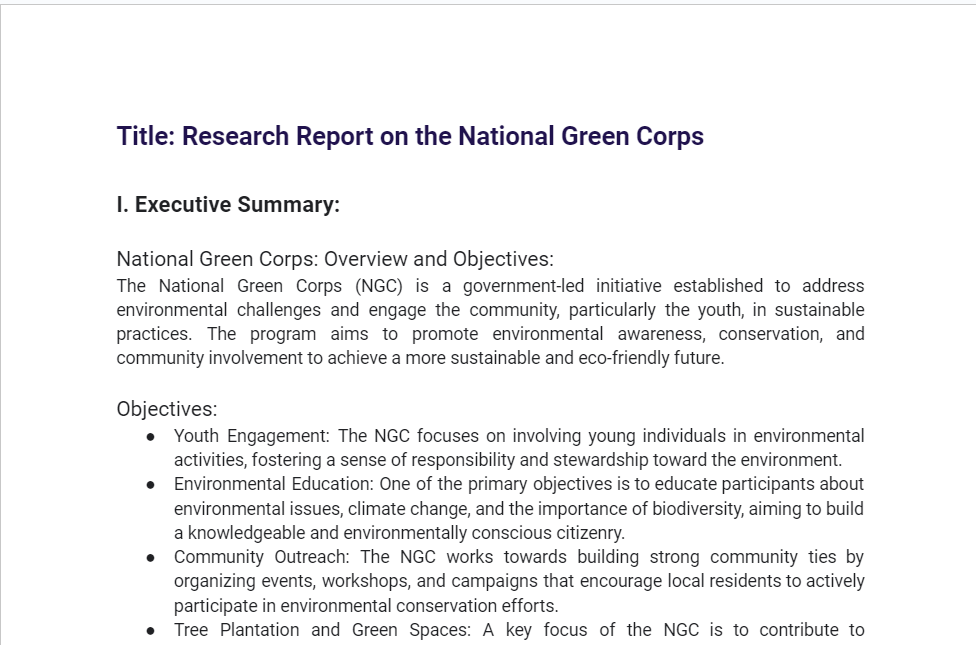 Title: Research Report on the National Green Corps
I. Executive Summary:
National Green Corps: Overview and Objectives:
The National Green Corps (NGC) is a government-led initiative established to address
environmental challenges and engage the community, particularly the youth, in sustainable
practices. The program aims to promote environmental awareness, conservation, and
community involvement to achieve a more sustainable and eco-friendly future.
Objectives:
● Youth Engagement: The NGC focuses on involving young individuals in environmental
activities, fostering a sense of responsibility and stewardship toward the environment.
● Environmental Education: One of the primary objectives is to educate participants about
environmental issues, climate change, and the importance of biodiversity, aiming to build
a knowledgeable and environmentally conscious citizenry.
● Community Outreach: The NGC works towards building strong community ties by
organizing events, workshops, and campaigns that encourage local residents to actively
participate in environmental conservation efforts.
● Tree Plantation and Green Spaces: A key focus of the NGC is to contribute to